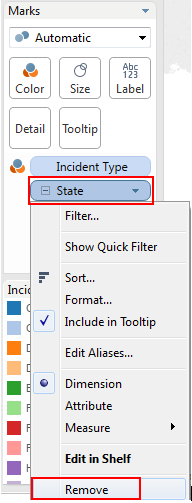 Marks
Automatic
Abc
123
Color
Size
Label
Detail
Tooltip
Incident Type
State
Filter...
Show Quick Filter
Sort...
Format...
Include in Tooltip
Edit Aliases...
Dimension
Attribute
Measure
Edit in Shelf
Remove
Incid